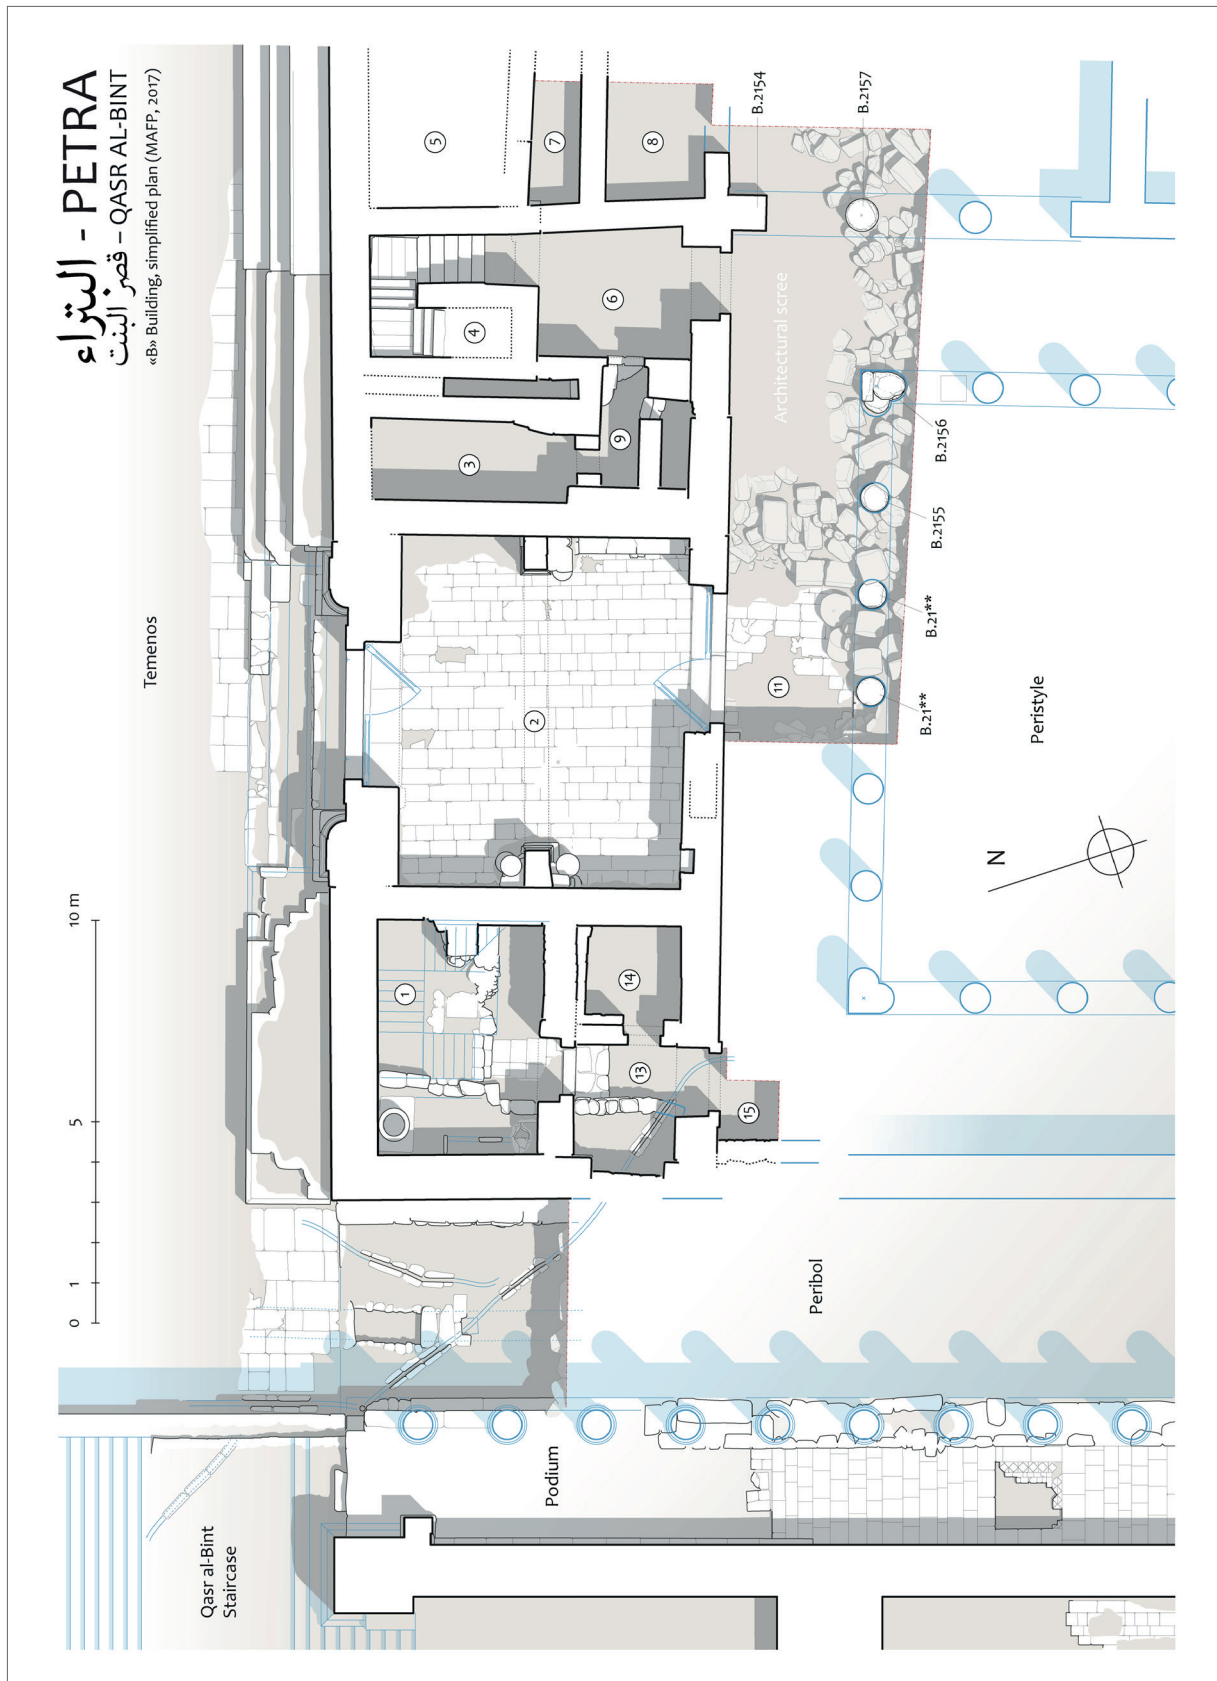 البتراء - PETRA
قصر البنت – QASR AL-BINT
«B» Building, simplified plan (MAFP, 2017)
Temenos
5
7
8
B.2154
B.2157
4
6
3
9
Architectural scree
B.2156
B.2155
B.21**
B.21**
2
11
Peristyle
N
1
14
13
15
0
1
5
10 m
Peribol
Podium
Qasr al-Bint
Staircase